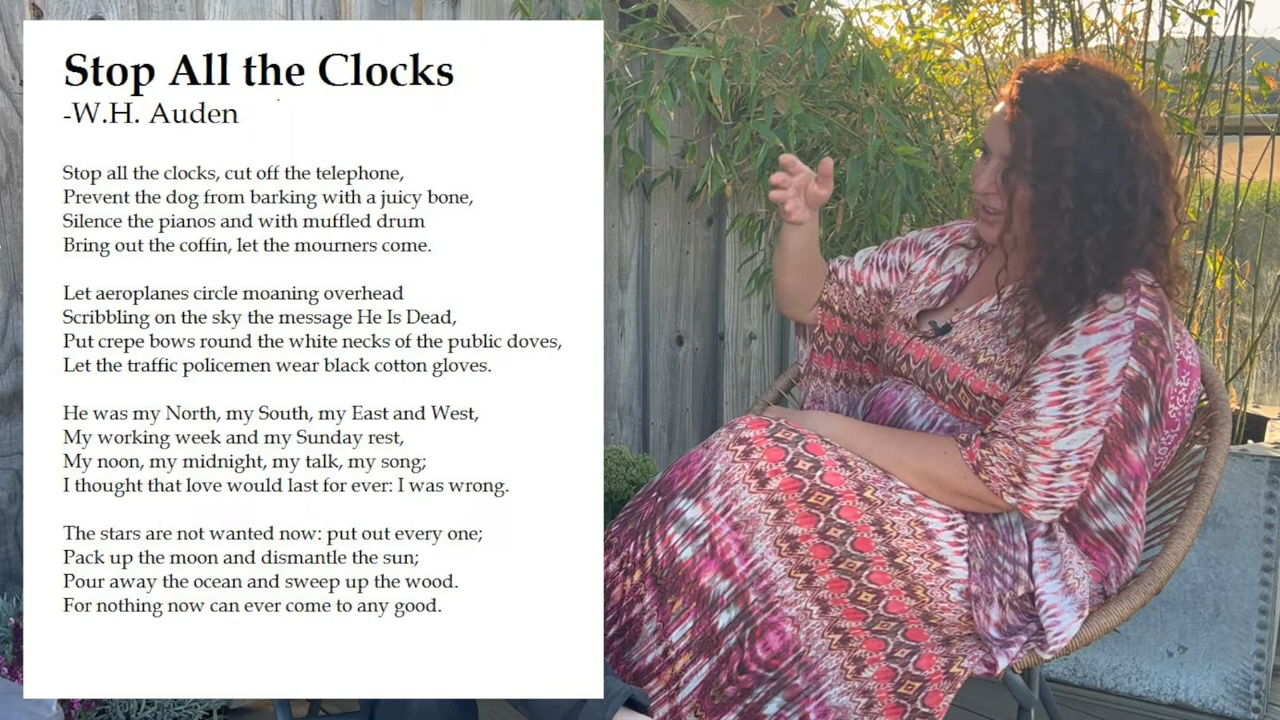 Stop All the Clocks
-W.H. Auden
Stop all the clocks, cut off the telephone,
Prevent the dog from barking with a juicy bone,
Silence the pianos and with muffled drum
Bring out the coffin, let the mourners come.
Let aeroplanes circle moaning overhead
Scribbling on the sky the message He Is Dead,
Put crepe bows round the white necks of the public doves,
Let the traffic policemen wear black cotton gloves.
He was my North, my South, my East and West,
My working week and my Sunday rest,
My noon, my midnight, my talk, my song;
I thought that love would last for ever: I was wrong.
The stars are not wanted now: put out every one;
Pack up the moon and dismantle the sun;
Pour away the ocean and sweep up the wood.
For nothing now can ever come to any good.